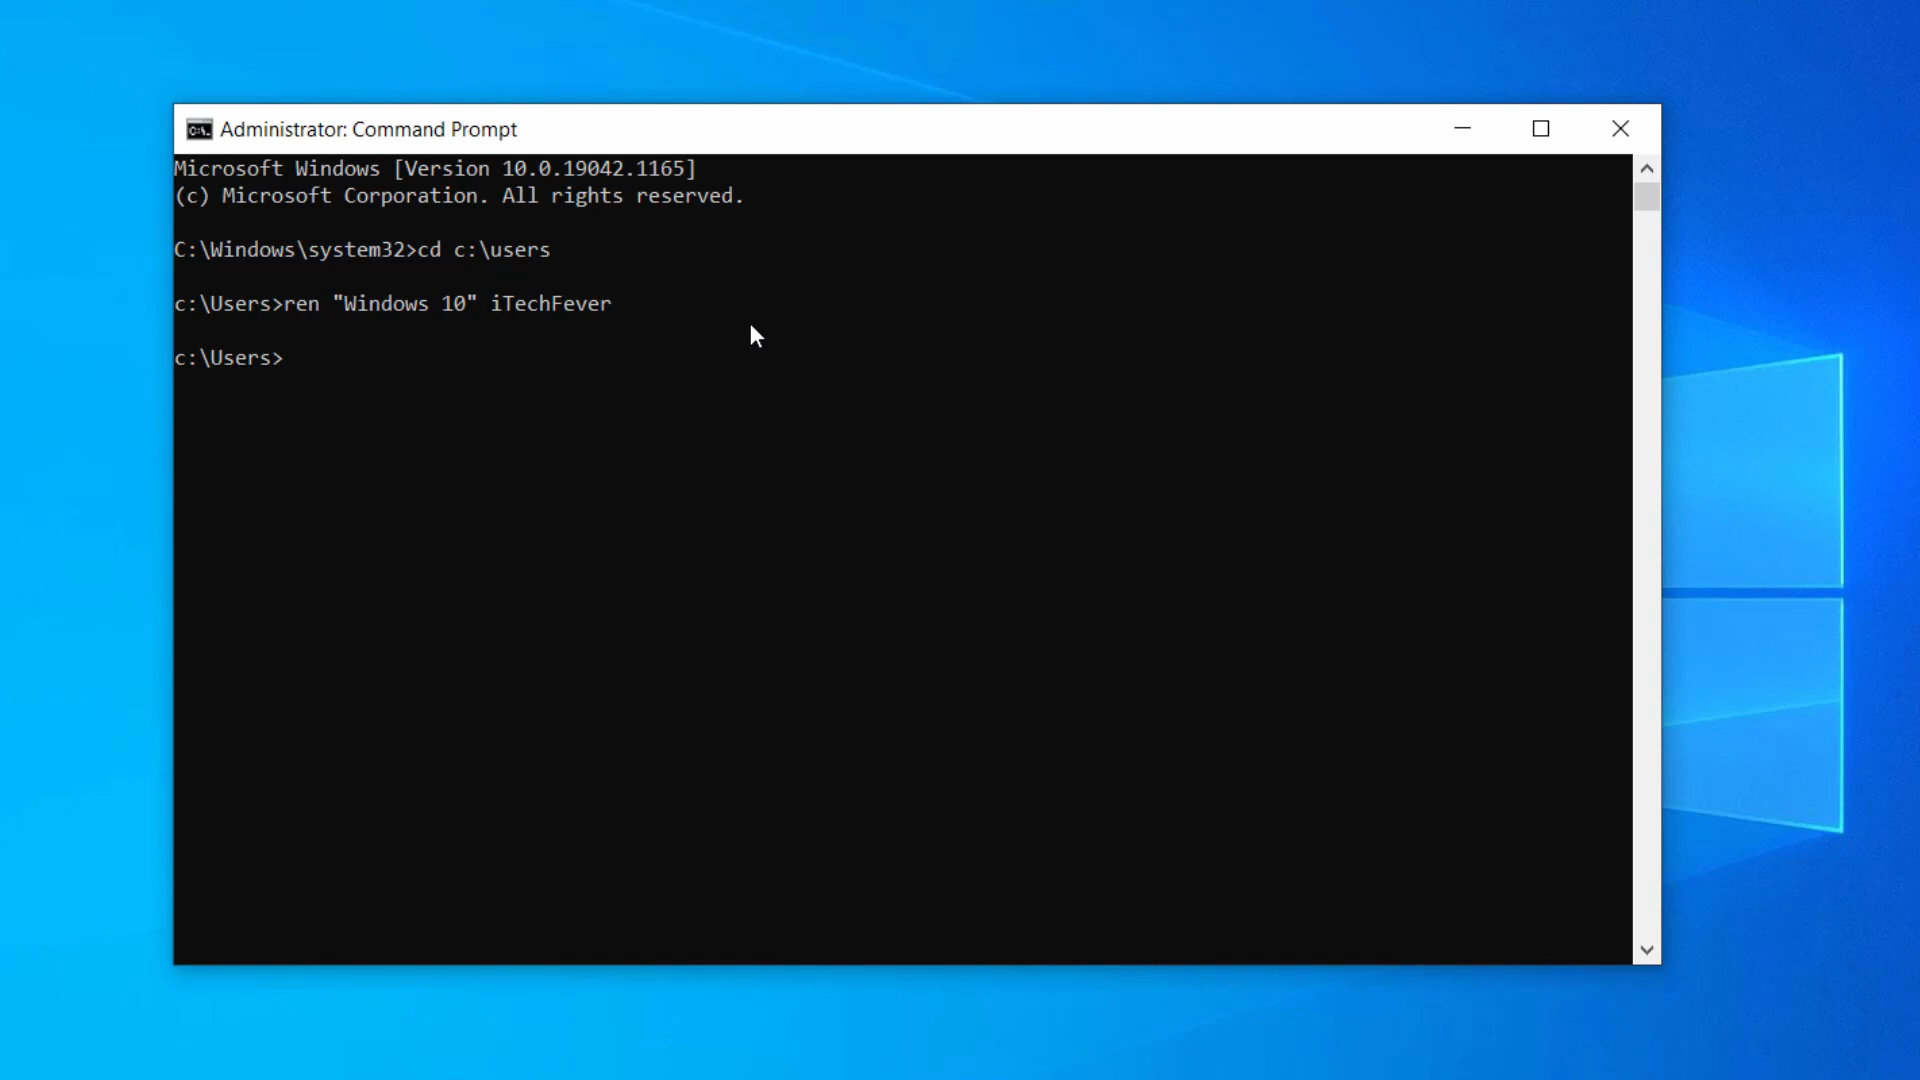 Administrator: Command Prompt
Microsoft Windows [Version 10.0.19042.1165]
(c) Microsoft Corporation. All rights reserved.
C:\Windows\system32>cd c:\users
c:\Users>ren "Windows 10" iTechFever
c:\Users>